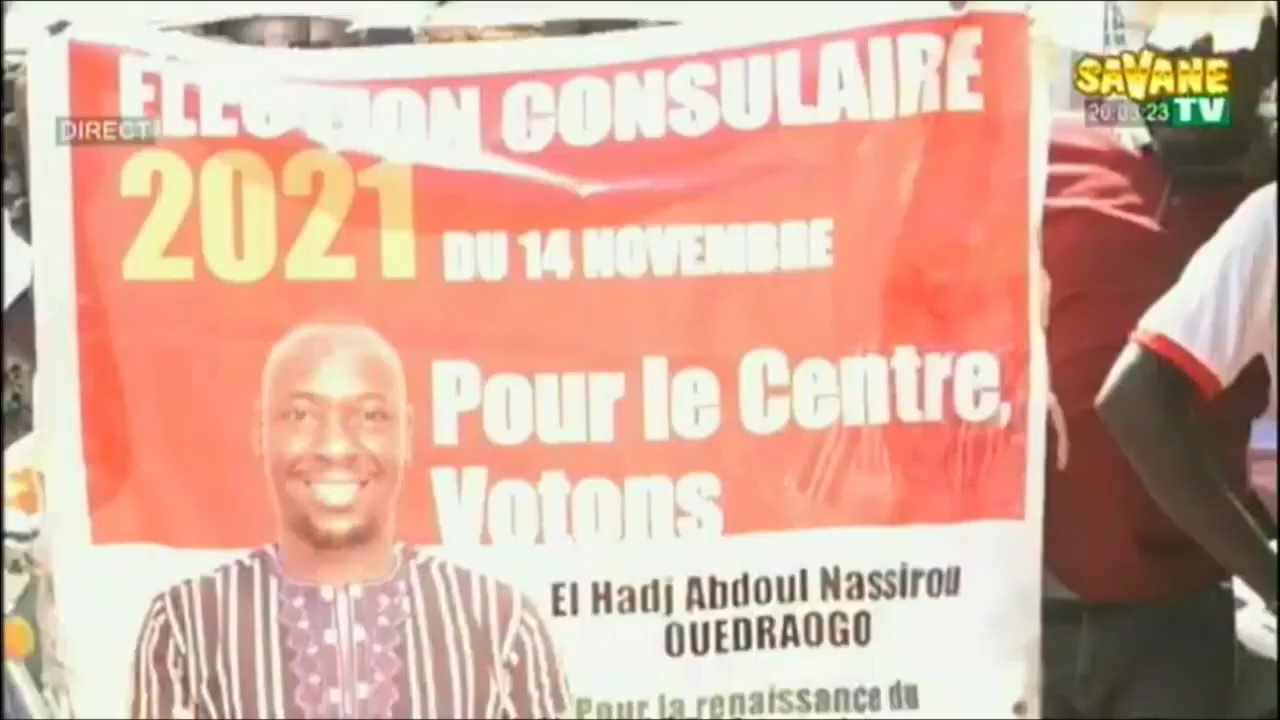 ELECTION CONSULAIRE
DIRECT
SAVANE
20:03:23 TV
2021 DU 14 NOVEMBRE
Pour le Centre,
Votons
El Hadj Abdoul Nassirou
OUEDRAOGO
Pour la renaissance du